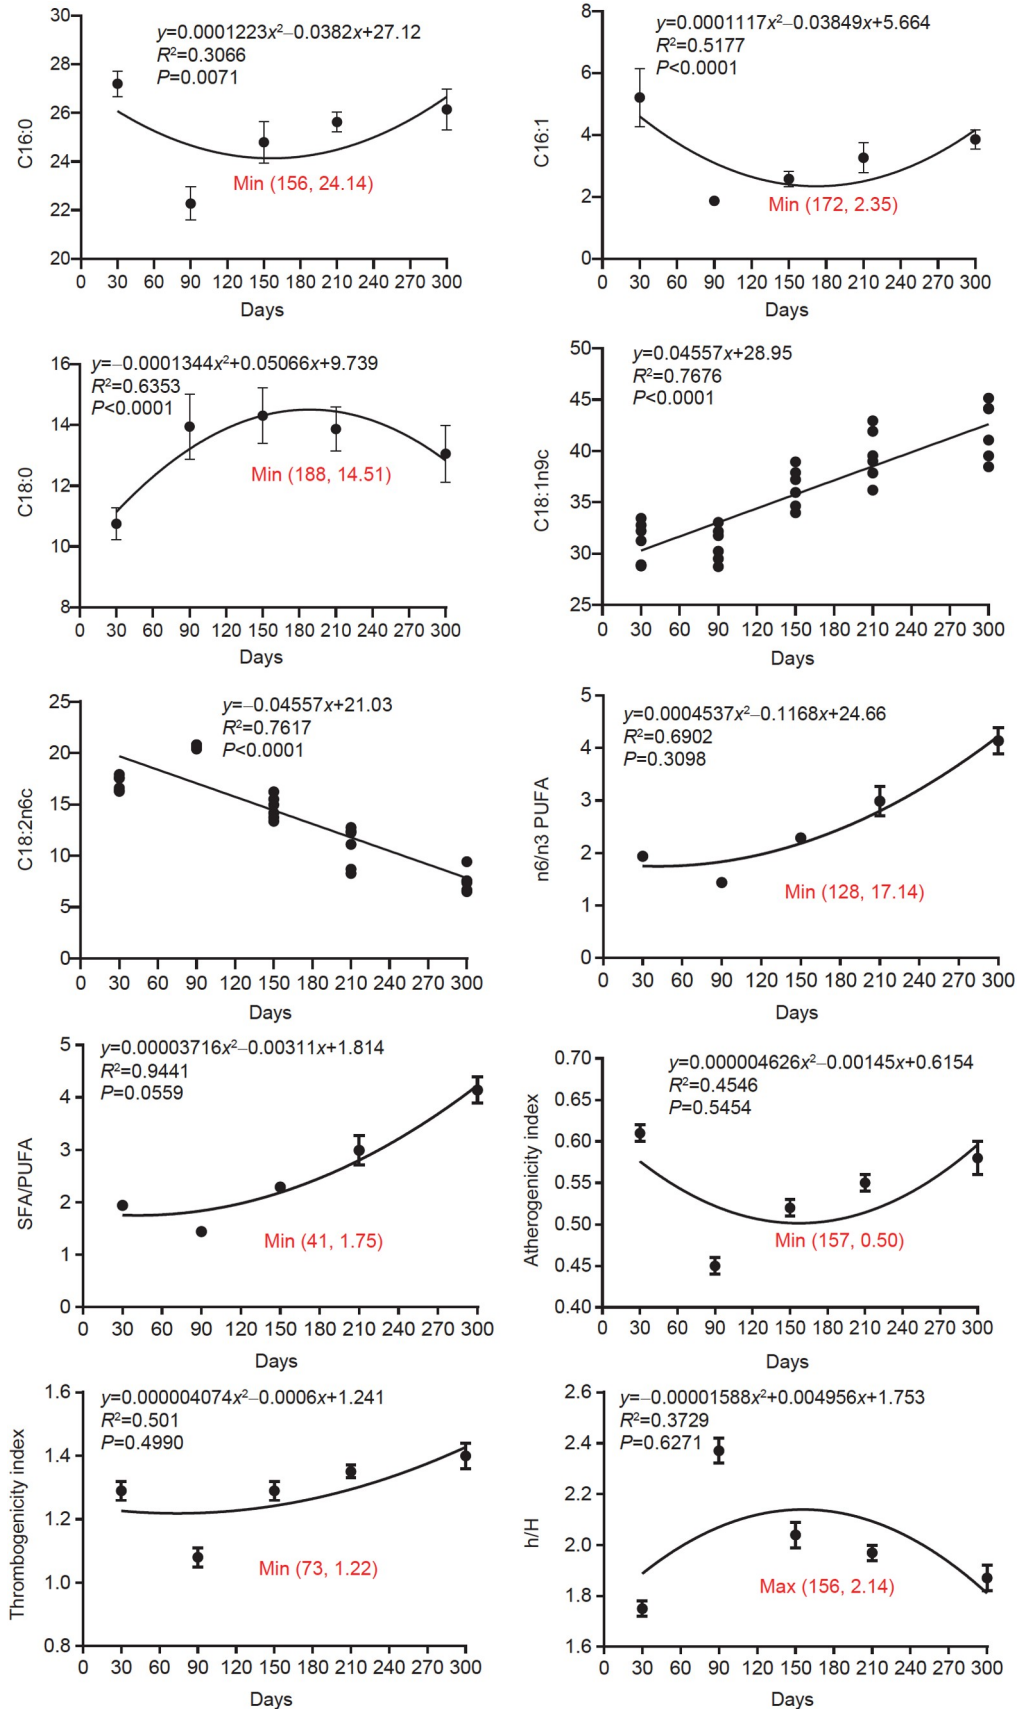 y=0.0001223x²–0.0382x+27.12
R²=0.3066
P=0.0071
Min (156, 24.14)
C16:0
30
28
26
24
22
20
0 30 60 90 120 150 180 210 240 270 300
Days
y=0.0001117x²–0.03849x+5.664
R²=0.5177
P<0.0001
Min (172, 2.35)
C16:1
8
6
4
2
0
0 30 60 90 120 150 180 210 240 270 300
Days
y=–0.0001344x²+0.05066x+9.739
R²=0.6353
P<0.0001
Min (188, 14.51)
C18:0
16
14
12
10
8
0 30 60 90 120 150 180 210 240 270 300
Days
y=0.04557x+28.95
R²=0.7676
P<0.0001
C18:1n9c
50
45
40
35
30
25
0 30 60 90 120 150 180 210 240 270 300
Days
y=–0.04557x+21.03
R²=0.7617
P<0.0001
C18:2n6c
25
20
15
10
5
0
0 30 60 90 120 150 180 210 240 270 300
Days
y=0.0004537x²–0.1168x+24.66
R²=0.6902
P=0.3098
Min (128, 17.14)
n6/n3 PUFA
5
4
3
2
1
0
0 30 60 90 120 150 180 210 240 270 300
Days
y=0.00003716x²–0.00311x+1.814
R²=0.9441
P=0.0559
Min (41, 1.75)
SFA/PUFA
5
4
3
2
1
0
0 30 60 90 120 150 180 210 240 270 300
Days
y=0.000004626x²–0.00145x+0.6154
R²=0.4546
P=0.5454
Min (157, 0.50)
Atherogenicity index
0.70
0.65
0.60
0.55
0.50
0.45
0.40
0 30 60 90 120 150 180 210 240 270 300
Days
y=0.000004074x²–0.0006x+1.241
R²=0.501
P=0.4990
Min (73, 1.22)
Thrombogenicity index
1.6
1.4
1.2
1.0
0.8
0 30 60 90 120 150 180 210 240 270 300
Days
y=–0.00001588x²+0.004956x+1.753
R²=0.3729
P=0.6271
Max (156, 2.14)
h/H
2.6
2.4
2.2
2.0
1.8
1.6
0 30 60 90 120 150 180 210 240 270 300
Days